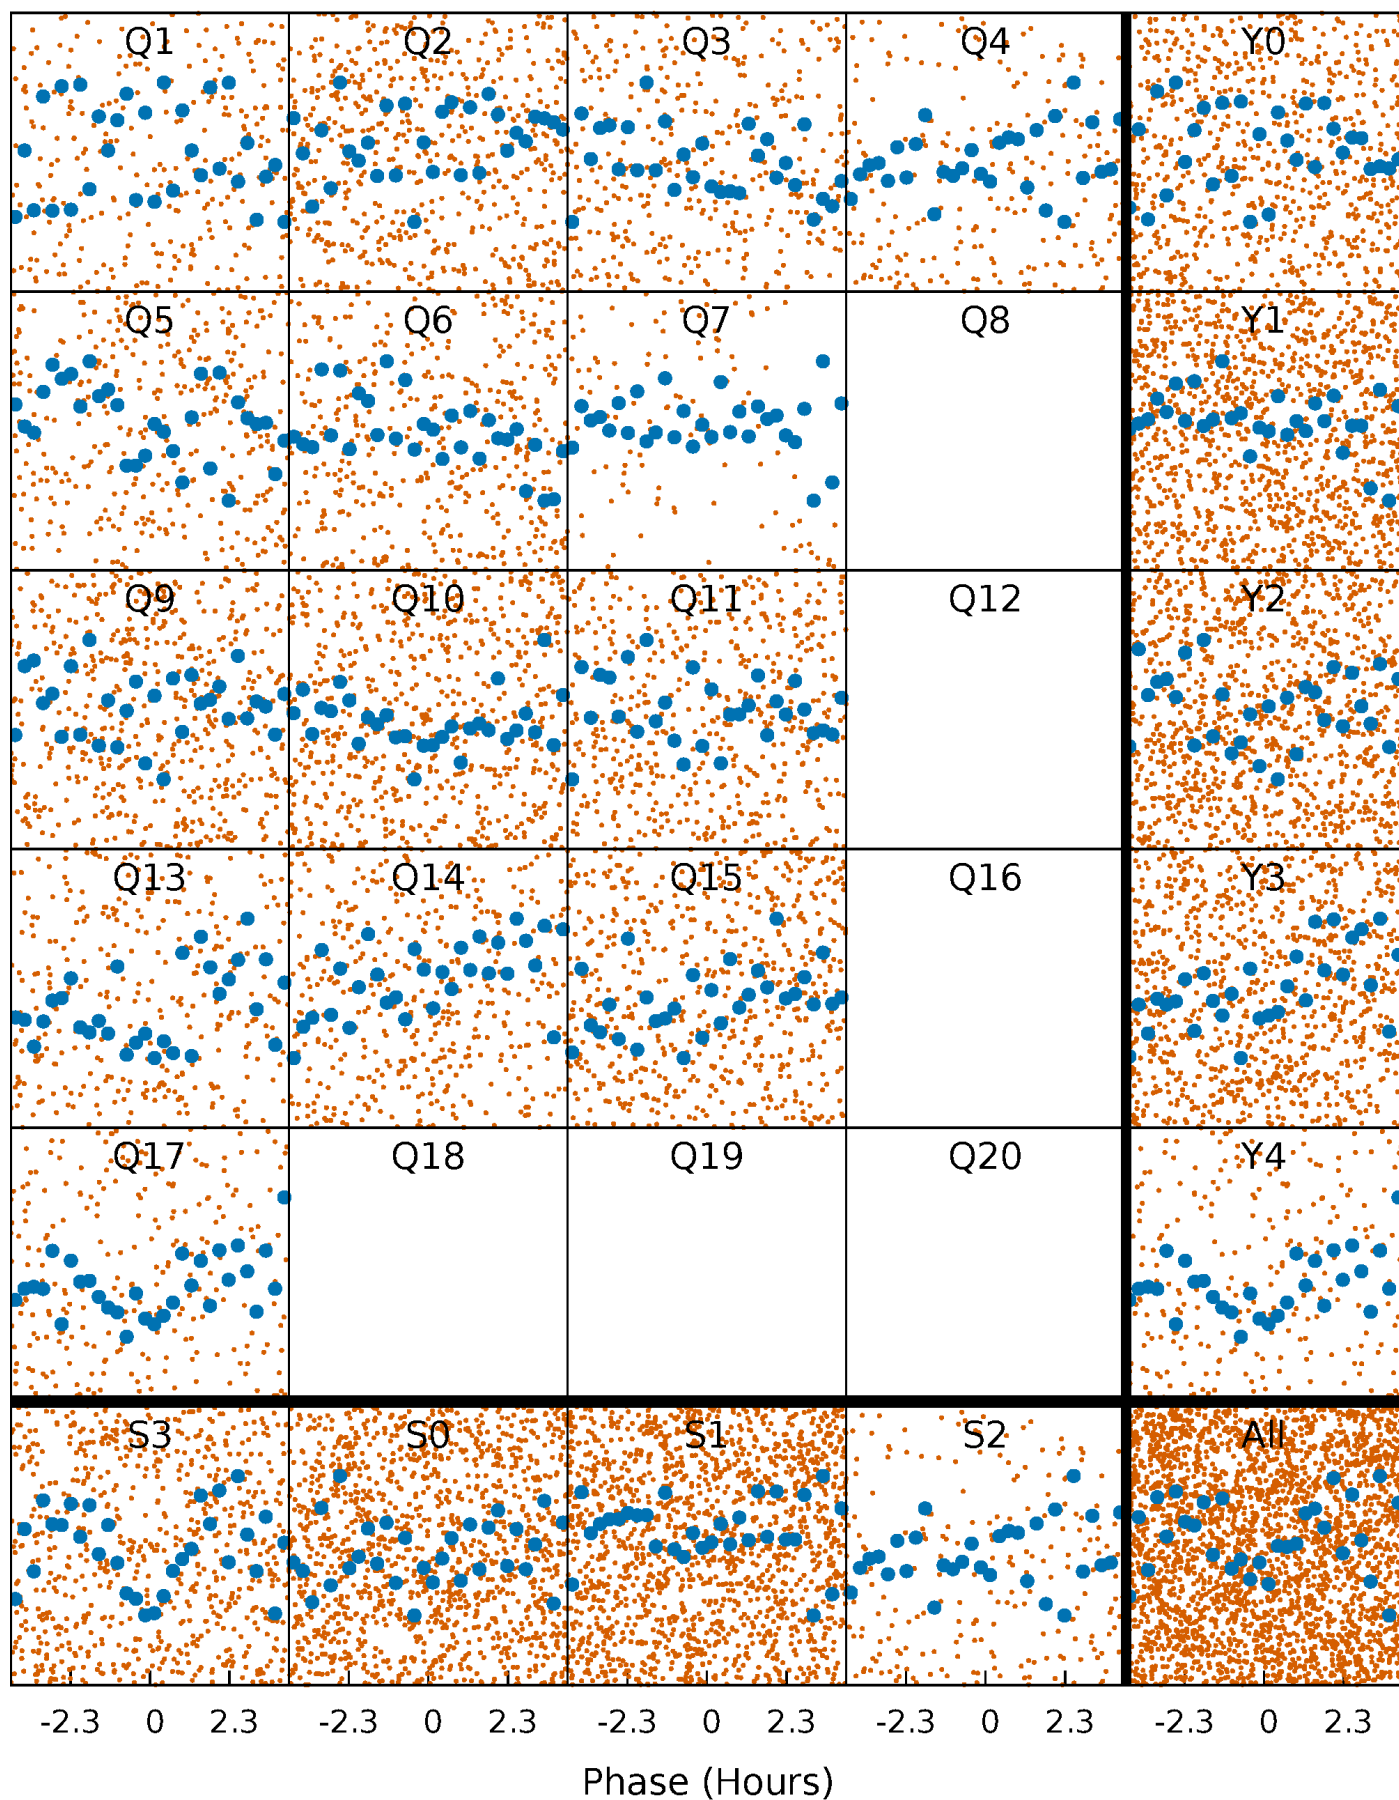 Q1 Q2 Q3 Q4 Y0
Q5 Q6 Q7 Q8 Y1
Q9 Q10 Q11 Q12 Y2
Q13 Q14 Q15 Q16 Y3
Q17 Q18 Q19 Q20 Y4
S3 S0 S1 S2 All
-2.3 0 2.3 -2.3 0 2.3 -2.3 0 2.3 -2.3 0 2.3 -2.3 0 2.3
Phase (Hours)